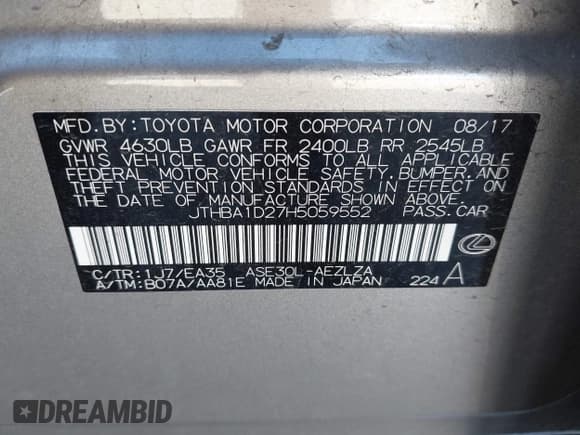 MFD.BY:TOYOTA MOTOR CORPORATION 08/17
GVWR 4630LB GAWR FR 2400LB RR 2545LB
THIS VEHICLE CONFORMS TO ALL APPLICABLE
FEDERAL MOTOR VEHICLE SAFETY,BUMPER,AND
THEFT PREVENTION STANDARDS IN EFFECT ON
THE DATE OF MANUFACTURE SHOWN ABOVE.
JTHBA1D27H5059552 PASS.CAR
C/TR:1J7/EA35 ASE30L-AEZLZA
A/TM:B07A/AA81E MADE IN JAPAN 224 A
DREAMBID